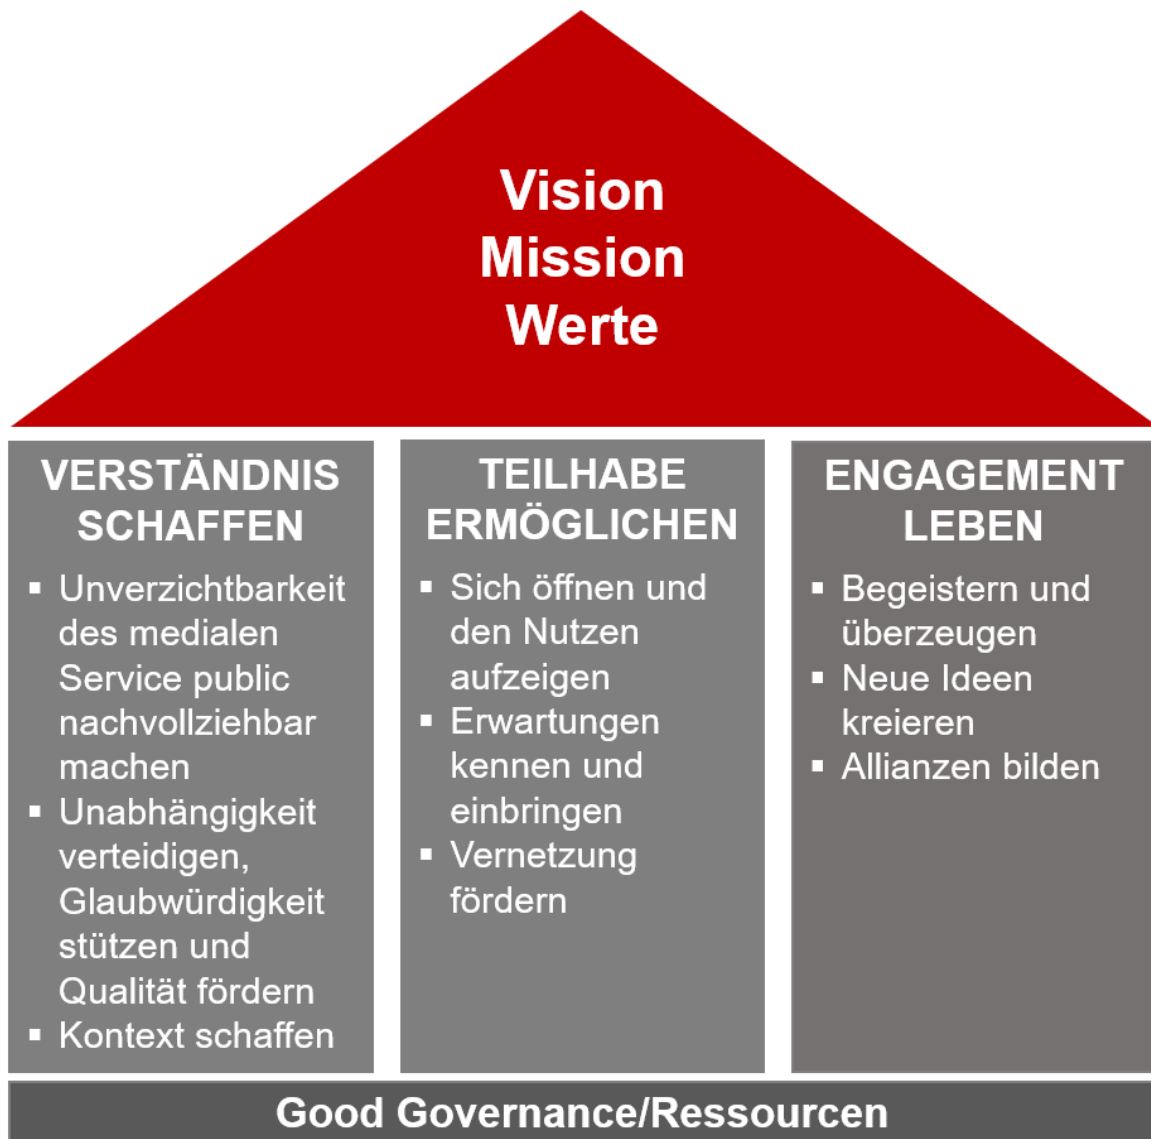 Vision
Mission
Werte
VERSTÄNDNIS
SCHAFFEN
▪ Unverzichtbarkeit
des medialen
Service public
nachvollziehbar
machen
▪ Unabhängigkeit
verteidigen,
Glaubwürdigkeit
stützen und
Qualität fördern
▪ Kontext schaffen
TEILHABE
ERMÖGLICHEN
▪ Sich öffnen und
den Nutzen
aufzeigen
▪ Erwartungen
kennen und
einbringen
▪ Vernetzung
fördern
ENGAGEMENT
LEBEN
▪ Begeistern und
überzeugen
▪ Neue Ideen
kreieren
▪ Allianzen bilden
Good Governance/Ressourcen